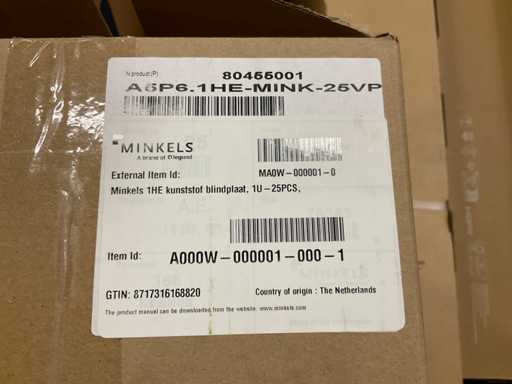 N product(P)
80455001
A5P6.1HE-MINK-25VP
MINKELS
A brand of legrand
External Item Id:
MA0W-000001-0
Minkels 1HE kunststof blindplaat, 1U-25PCS,
Item Id:
A000W-000001-000-1
GTIN: 8717316168820
Country of origin : The Netherlands
The product manual can be downloaded from the website: www.minkels.com